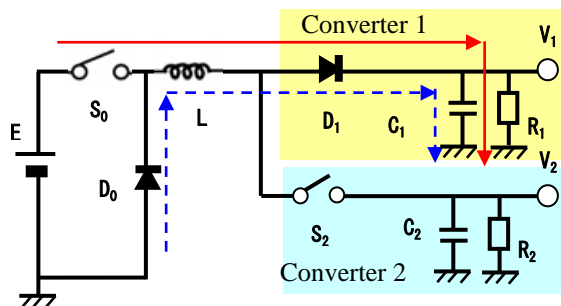 Converter 1
V1
S0
L
D1
C1
R1
E
D0
V2
S2
C2
R2
Converter 2